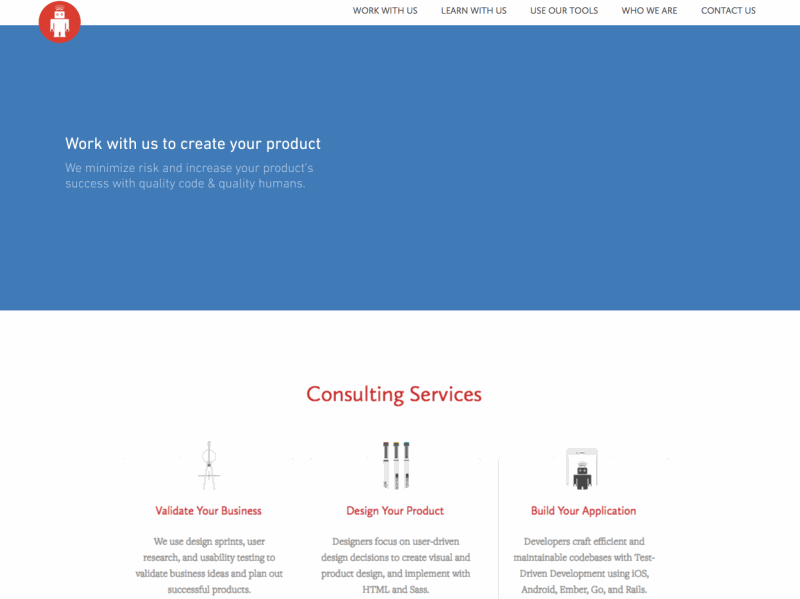 WORK WITH US LEARN WITH US USE OUR TOOLS WHO WE ARE CONTACT US
Work with us to create your product
We minimize risk and increase your product's
success with quality code & quality humans.
Consulting Services
Validate Your Business
We use design sprints, user
research, and usability testing to
validate business ideas and plan out
successful products.
Design Your Product
Designers focus on user-driven
design decisions to create visual and
product design, and implement with
HTML and Sass.
Build Your Application
Developers craft efficient and
maintainable codebases with Test-
Driven Development using iOS,
Android, Ember, Go, and Rails.